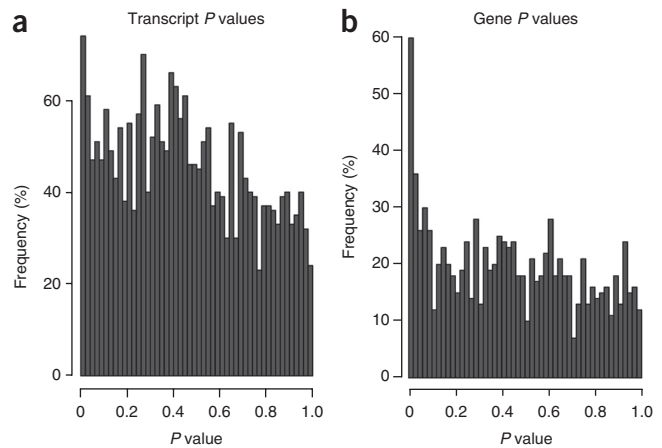 a
Transcript P values
Frequency (%)
60
40
20
0
0 0.2 0.4 0.6 0.8 1.0
P value
b
Gene P values
Frequency (%)
60
50
40
30
20
10
0
0 0.2 0.4 0.6 0.8 1.0
P value